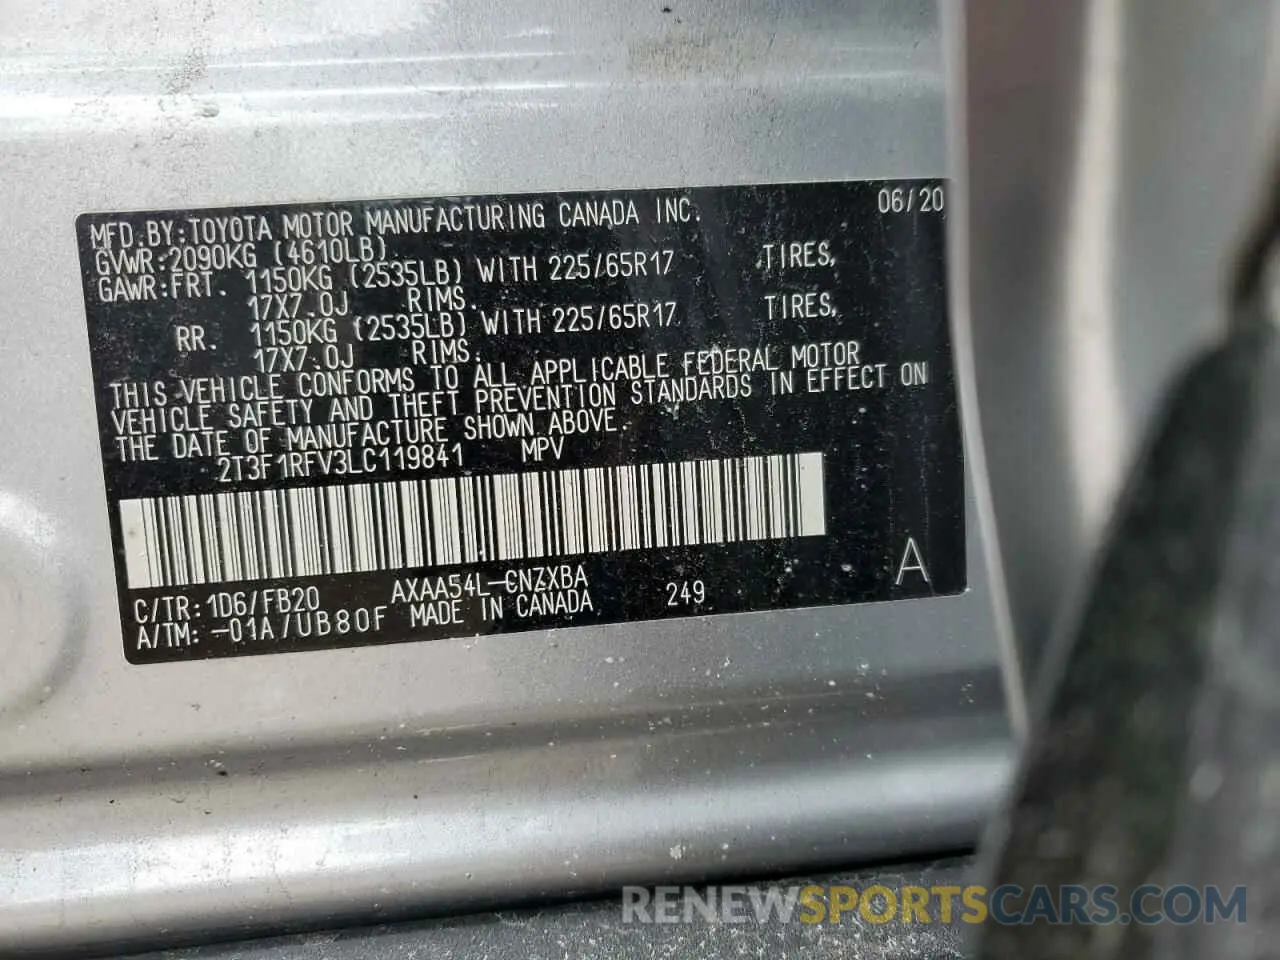 MFD.BY:TOYOTA MOTOR MANUFACTURING CANADA INC. 06/20
GVWR:2090KG (4610LB)
GAWR:FRT. 1150KG (2535LB) WITH 225/65R17 TIRES,
17X7.0J RIMS.
RR. 1150KG (2535LB) WITH 225/65R17 TIRES,
17X7.0J RIMS.
THIS VEHICLE CONFORMS TO ALL APPLICABLE FEDERAL MOTOR
VEHICLE SAFETY AND THEFT PREVENTION STANDARDS IN EFFECT ON
THE DATE OF MANUFACTURE SHOWN ABOVE.
2T3F1RFV3LC119841 MPV
C/TR:1D6/FB20 AXAA54L-CNZXBA A
A/TM:-01A/UB80F MADE IN CANADA 249
RENEWSPORTSCARS.COM